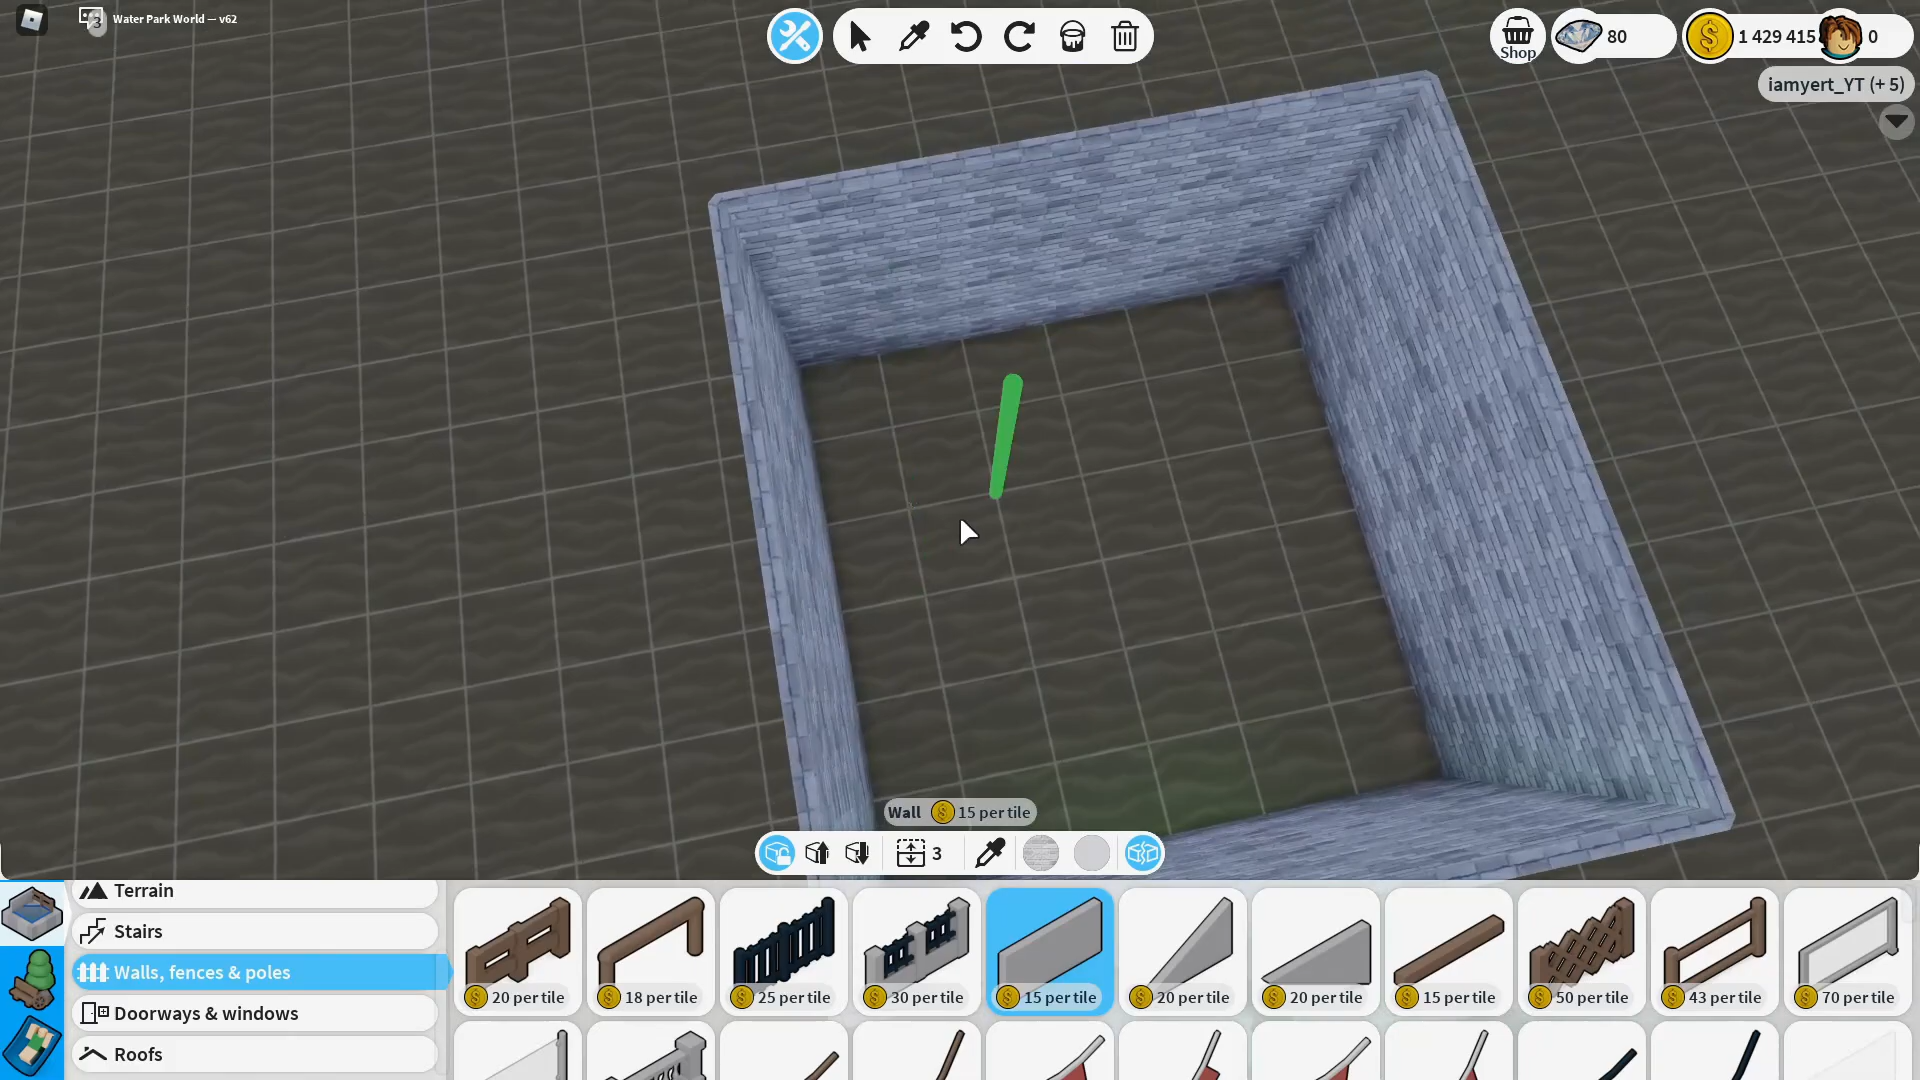 3
Water Park World — v62
Shop
80
1 429 415
0
iamyert_YT (+ 5)
Wall 15 per tile
3
Terrain
Stairs
Walls, fences & poles
Doorways & windows
Roofs
20 per tile
18 per tile
25 per tile
30 per tile
15 per tile
20 per tile
20 per tile
15 per tile
50 per tile
43 per tile
70 per tile